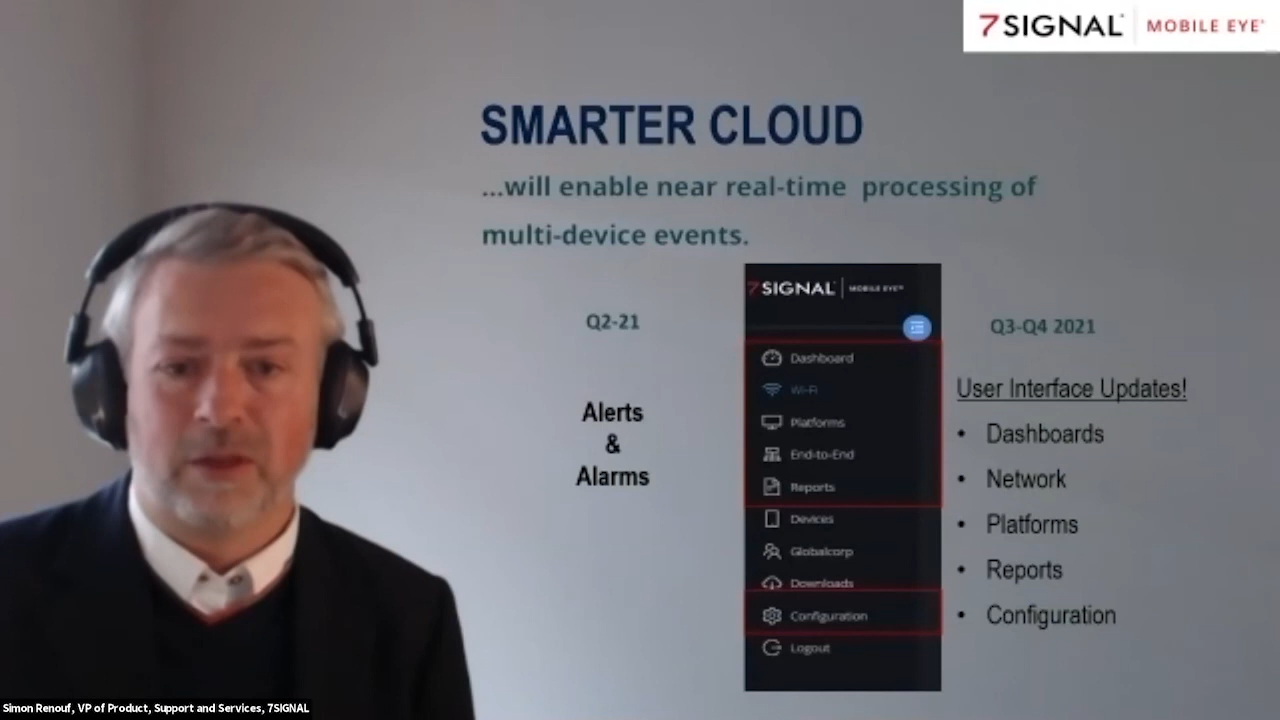 7SIGNAL | MOBILE EYE
SMARTER CLOUD
...will enable near real-time processing of
multi-device events.
Q2-21
Alerts
&
Alarms
7SIGNAL | MOBILE EYE™
Dashboard
Wi-Fi
Platforms
End-to-End
Reports
Devices
Globalcorp
Downloads
Configuration
Logout
Q3-Q4 2021
User Interface Updates!
• Dashboards
• Network
• Platforms
• Reports
• Configuration
Simon Renouf, VP of Product, Support and Services, 7SIGNAL